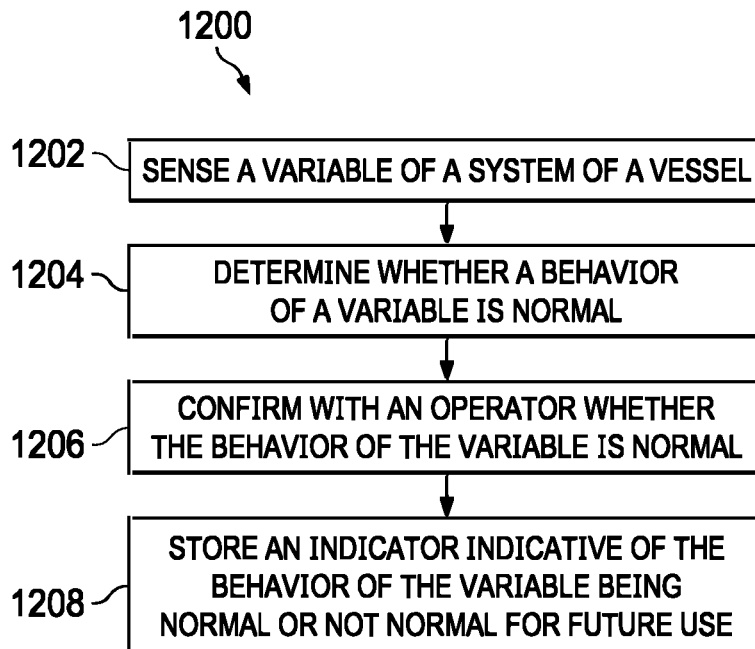 1200
1202
SENSE A VARIABLE OF A SYSTEM OF A VESSEL
1204
DETERMINE WHETHER A BEHAVIOR
OF A VARIABLE IS NORMAL
1206
CONFIRM WITH AN OPERATOR WHETHER
THE BEHAVIOR OF THE VARIABLE IS NORMAL
1208
STORE AN INDICATOR INDICATIVE OF THE
BEHAVIOR OF THE VARIABLE BEING
NORMAL OR NOT NORMAL FOR FUTURE USE